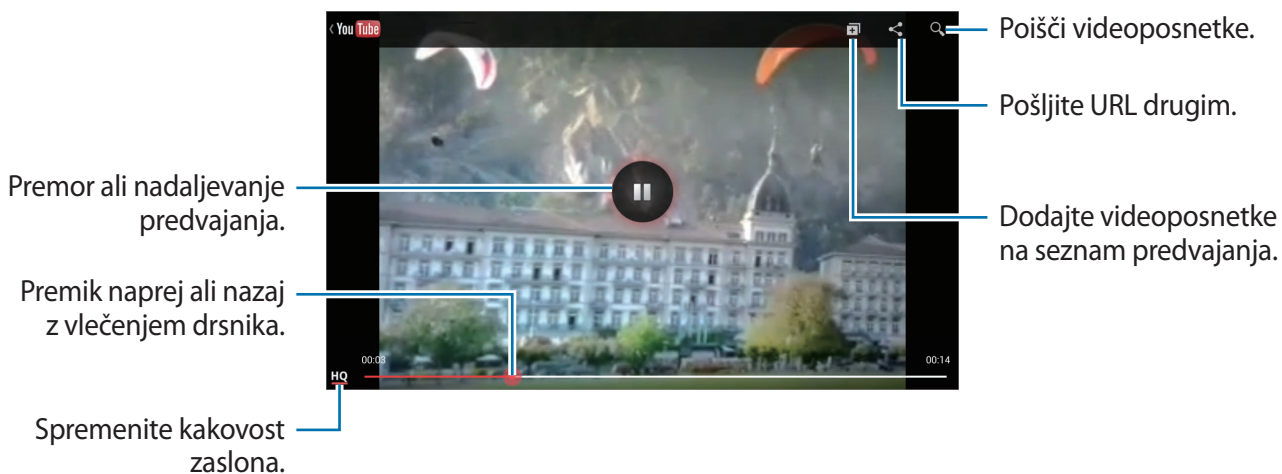 You Tube
Poišči videoposnetke.
Pošljite URL drugim.
Premor ali nadaljevanje
predvajanja.
Dodajte videoposnetke
na seznam predvajanja.
Premik naprej ali nazaj
z vlečenjem drsnika.
00:03
00:14
HQ
Spremenite kakovost
zaslona.